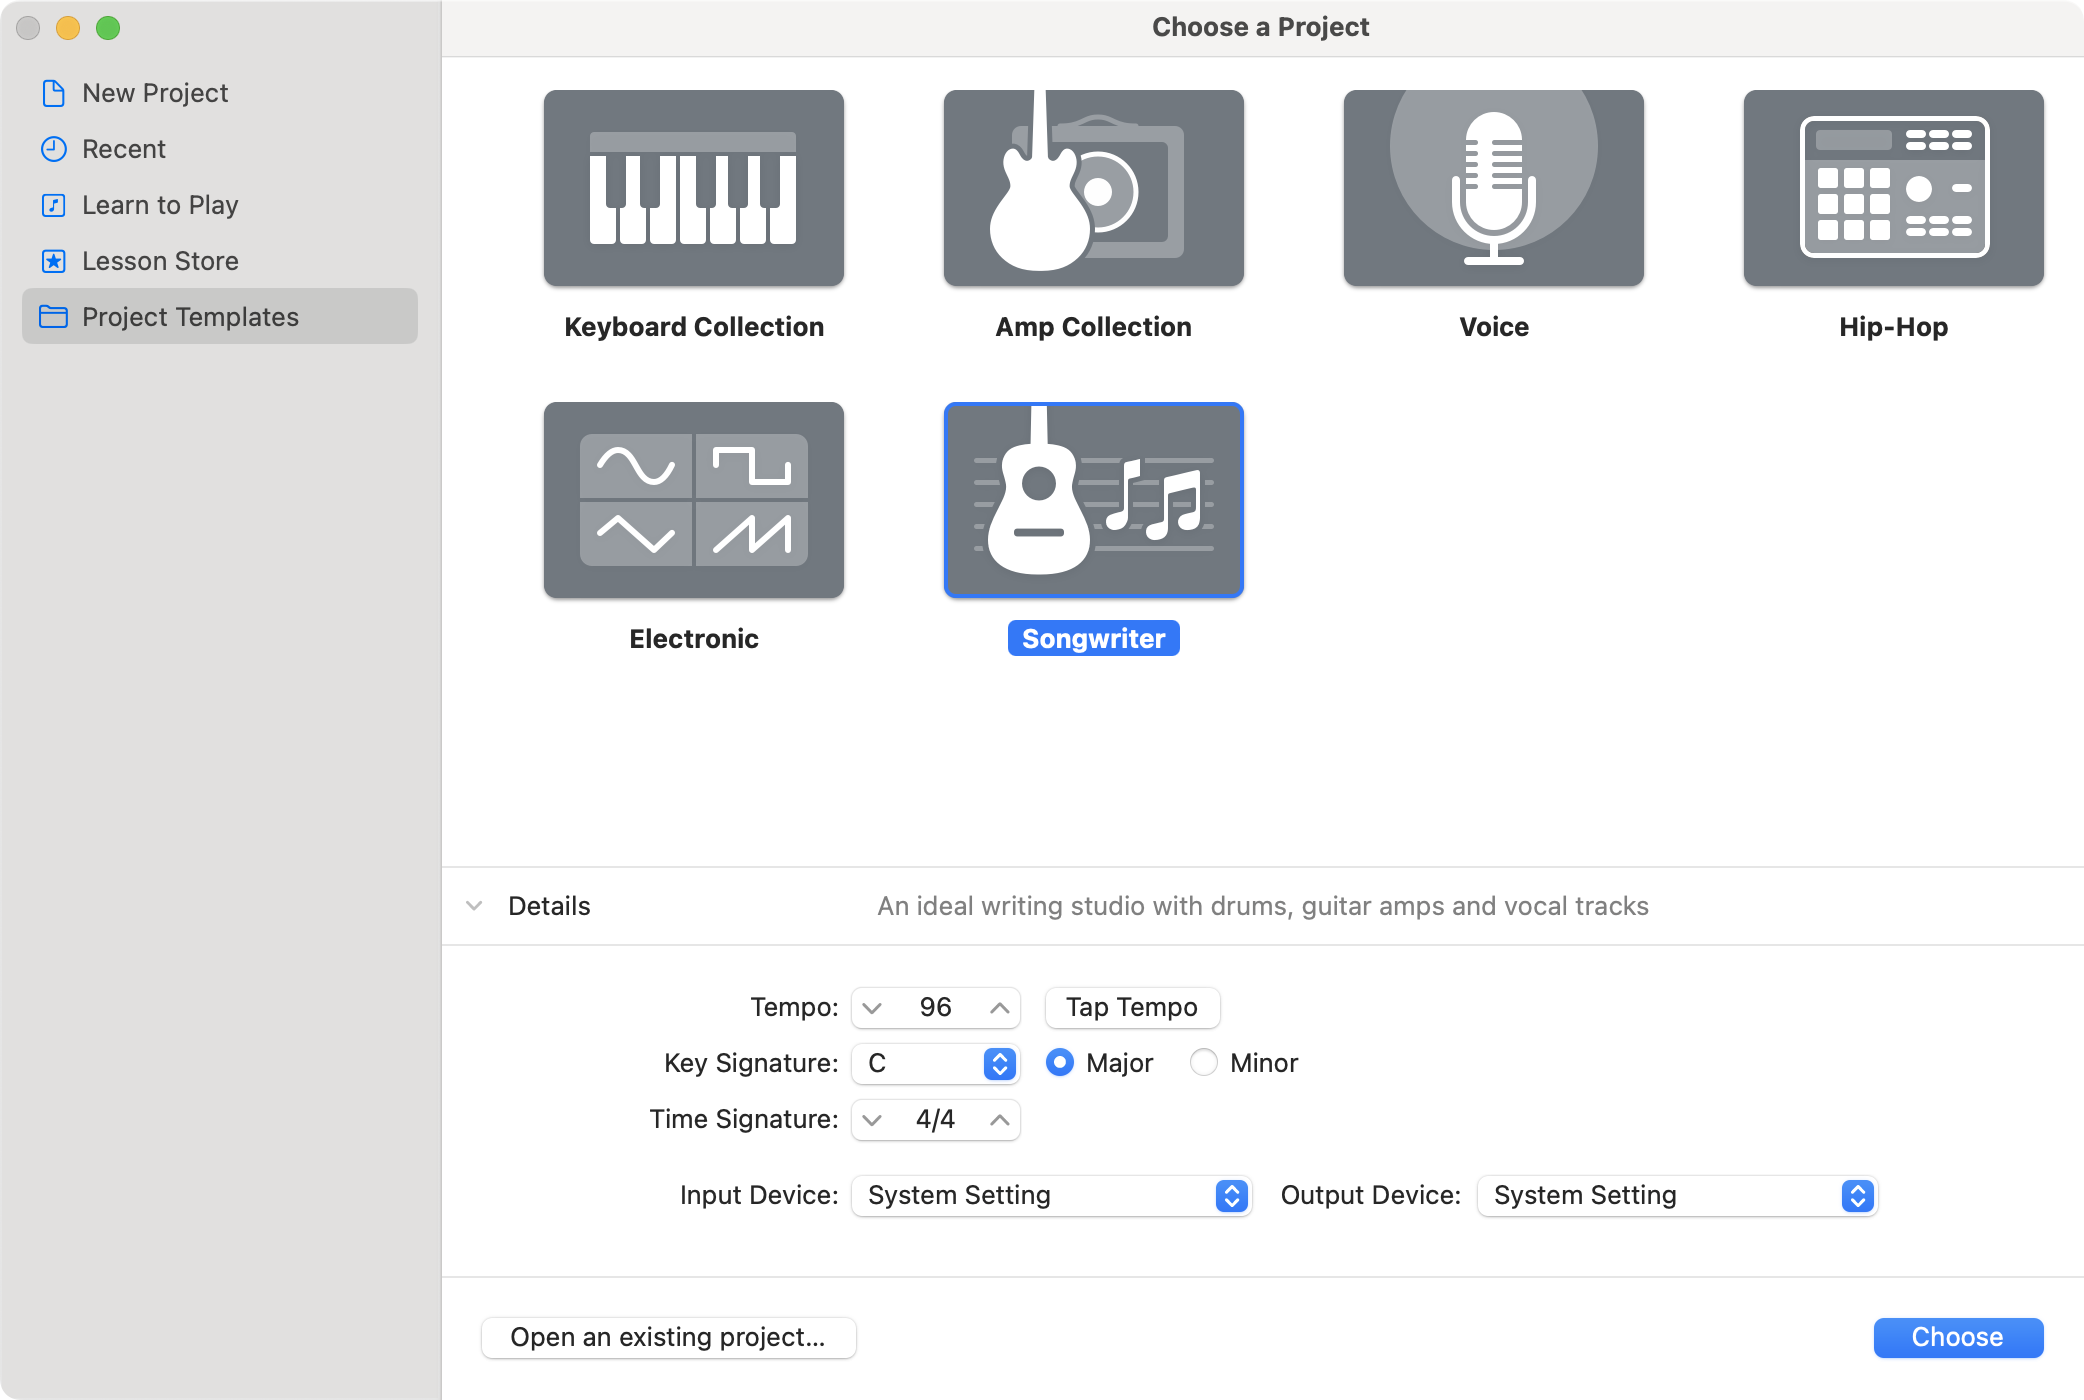 Choose a Project
New Project
Recent
Learn to Play
Lesson Store
Project Templates
Keyboard Collection
Amp Collection
Voice
Hip-Hop
Electronic
Songwriter
Details
An ideal writing studio with drums, guitar amps and vocal tracks
Tempo: 96 Tap Tempo
Key Signature: C Major Minor
Time Signature: 4/4
Input Device: System Setting Output Device: System Setting
Open an existing project...
Choose